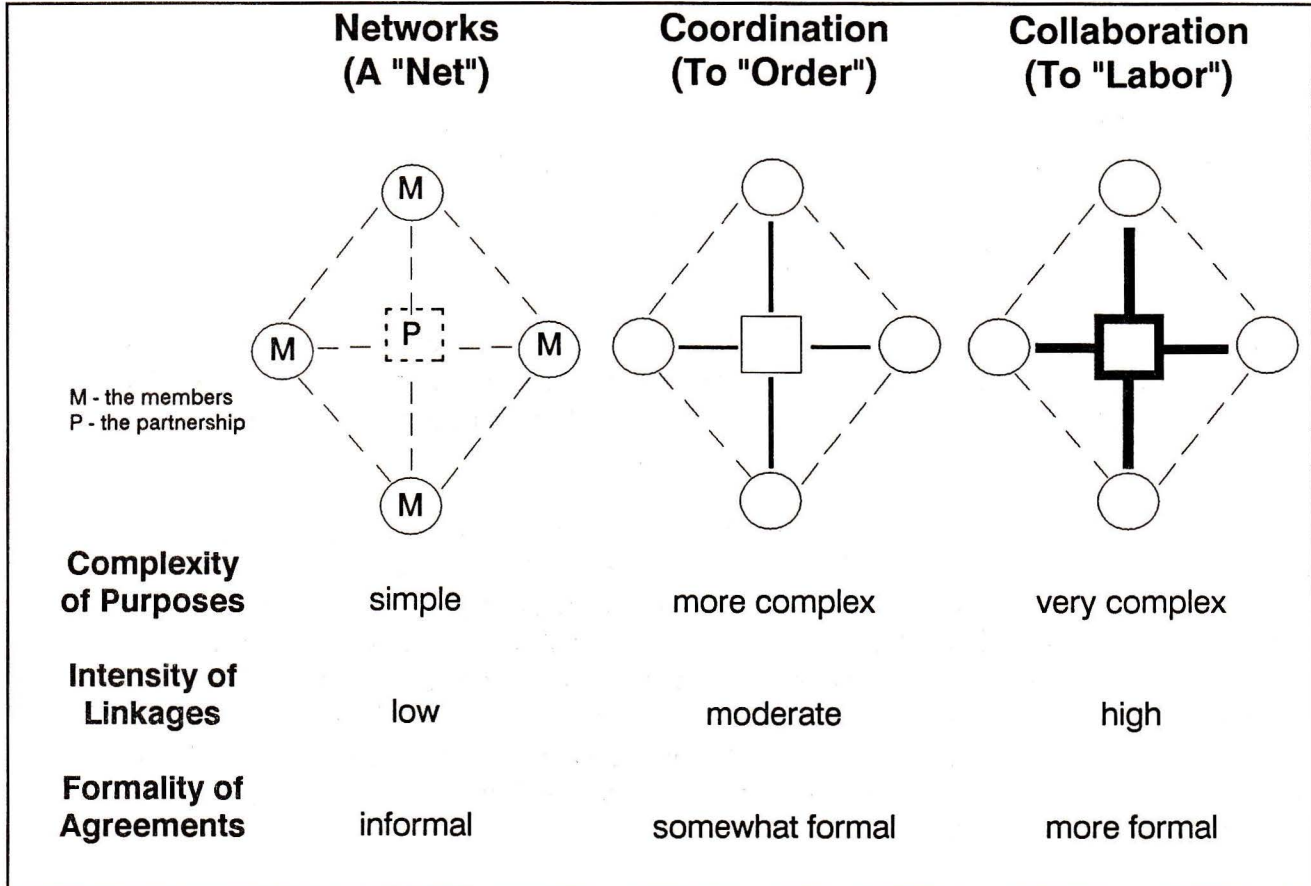 Networks
(A "Net")
Coordination
(To "Order")
Collaboration
(To "Labor")
M
M
P
M
M - the members
P - the partnership
M
Complexity
of Purposes
simple
more complex
very complex
Intensity of
Linkages
low
moderate
high
Formality of
Agreements
informal
somewhat formal
more formal